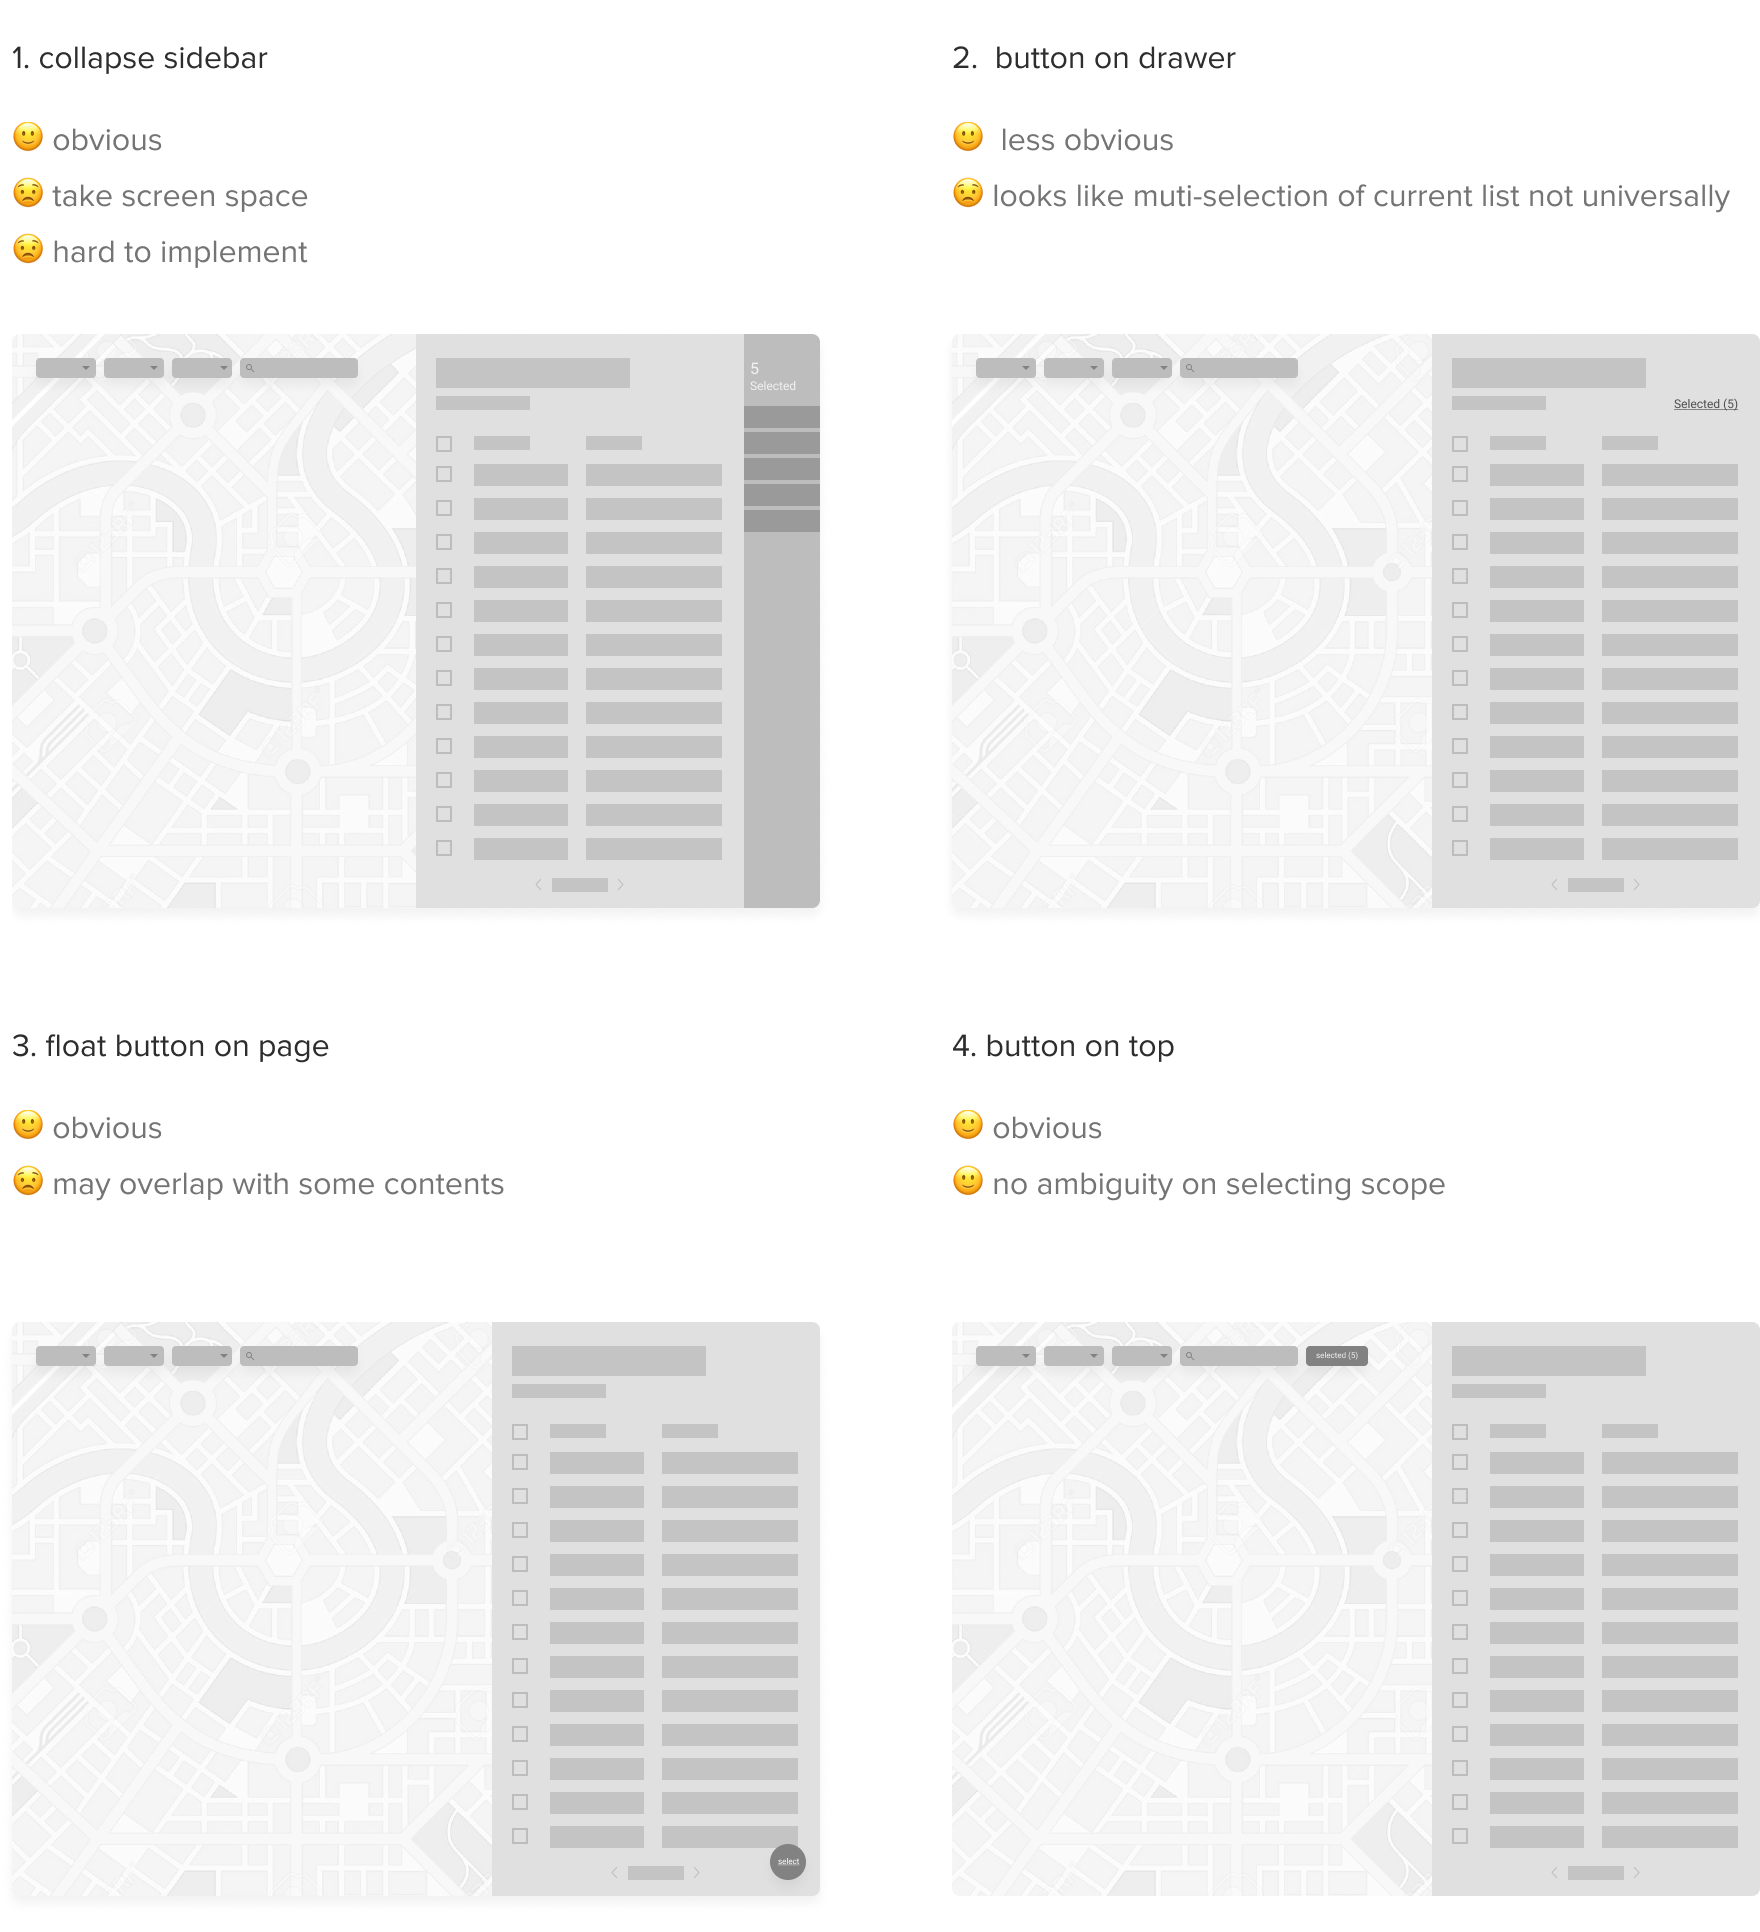 1. collapse sidebar
🙂 obvious
😟 take screen space
😟 hard to implement
5
Selected
2. button on drawer
🙂 less obvious
😟 looks like muti-selection of current list not universally
Selected (5)
3. float button on page
🙂 obvious
😟 may overlap with some contents
select
4. button on top
🙂 obvious
🙂 no ambiguity on selecting scope
selected (5)